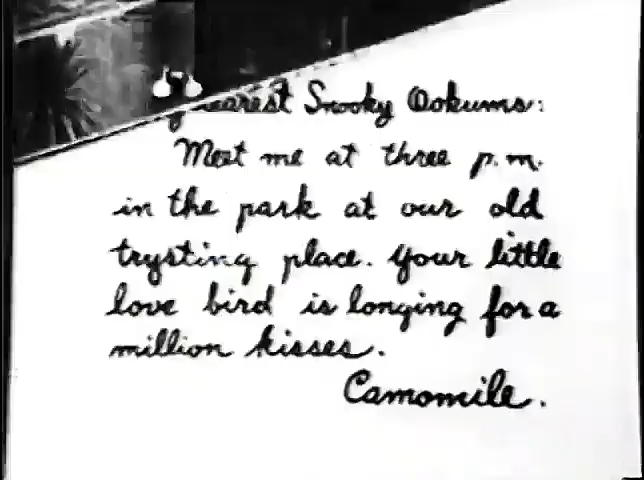 Snooky Ookums:
Meet me at three p.m.
in the park at our old
trysting place. Your little
love bird is longing for a
million kisses.
Camomile.